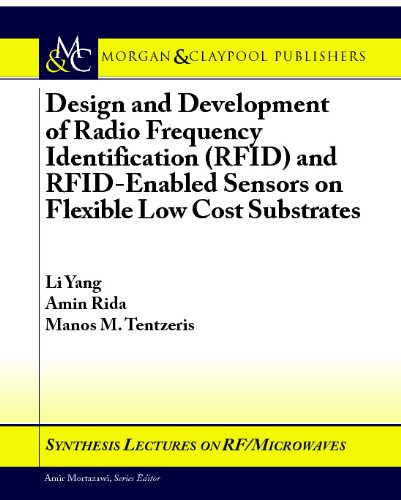 M
&C
MORGAN & CLAYPOOL PUBLISHERS
Design and Development
of Radio Frequency
Identification (RFID) and
RFID-Enabled Sensors on
Flexible Low Cost Substrates
Li Yang
Amin Rida
Manos M. Tentzeris
SYNTHESIS LECTURES ON RF/MICROWAVES
Amir Mortazawi, Series Editor